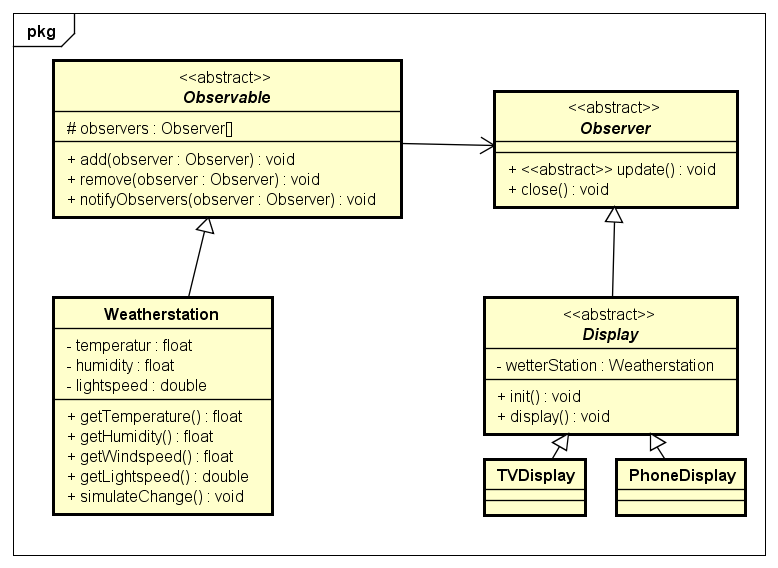 pkg
<<abstract>>
Observable
# observers : Observer[]
+ add(observer : Observer) : void
+ remove(observer : Observer) : void
+ notifyObservers(observer : Observer) : void
<<abstract>>
Observer
+ <<abstract>> update() : void
+ close() : void
Weatherstation
- temperatur : float
- humidity : float
- lightspeed : double
+ getTemperature() : float
+ getHumidity() : float
+ getWindspeed() : float
+ getLightspeed() : double
+ simulateChange() : void
<<abstract>>
Display
- wetterStation : Weatherstation
+ init() : void
+ display() : void
TVDisplay
PhoneDisplay